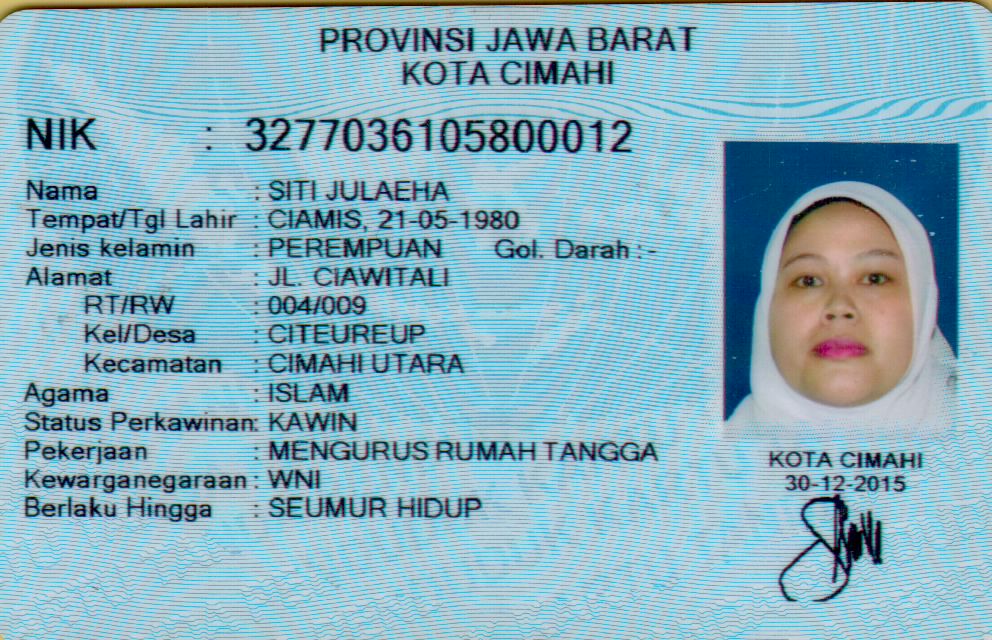 PROVINSI JAWA BARAT
KOTA CIMAHI
NIK : 3277036105800012
Nama : SITI JULAEHA
Tempat/Tgl Lahir : CIAMIS, 21-05-1980
Jenis kelamin : PEREMPUAN Gol. Darah : -
Alamat : JL. CIAWITALI
RT/RW : 004/009
Kel/Desa : CITEUREUP
Kecamatan : CIMAHI UTARA
Agama : ISLAM
Status Perkawinan: KAWIN
Pekerjaan : MENGURUS RUMAH TANGGA
Kewarganegaraan : WNI
Berlaku Hingga : SEUMUR HIDUP
KOTA CIMAHI
30-12-2015